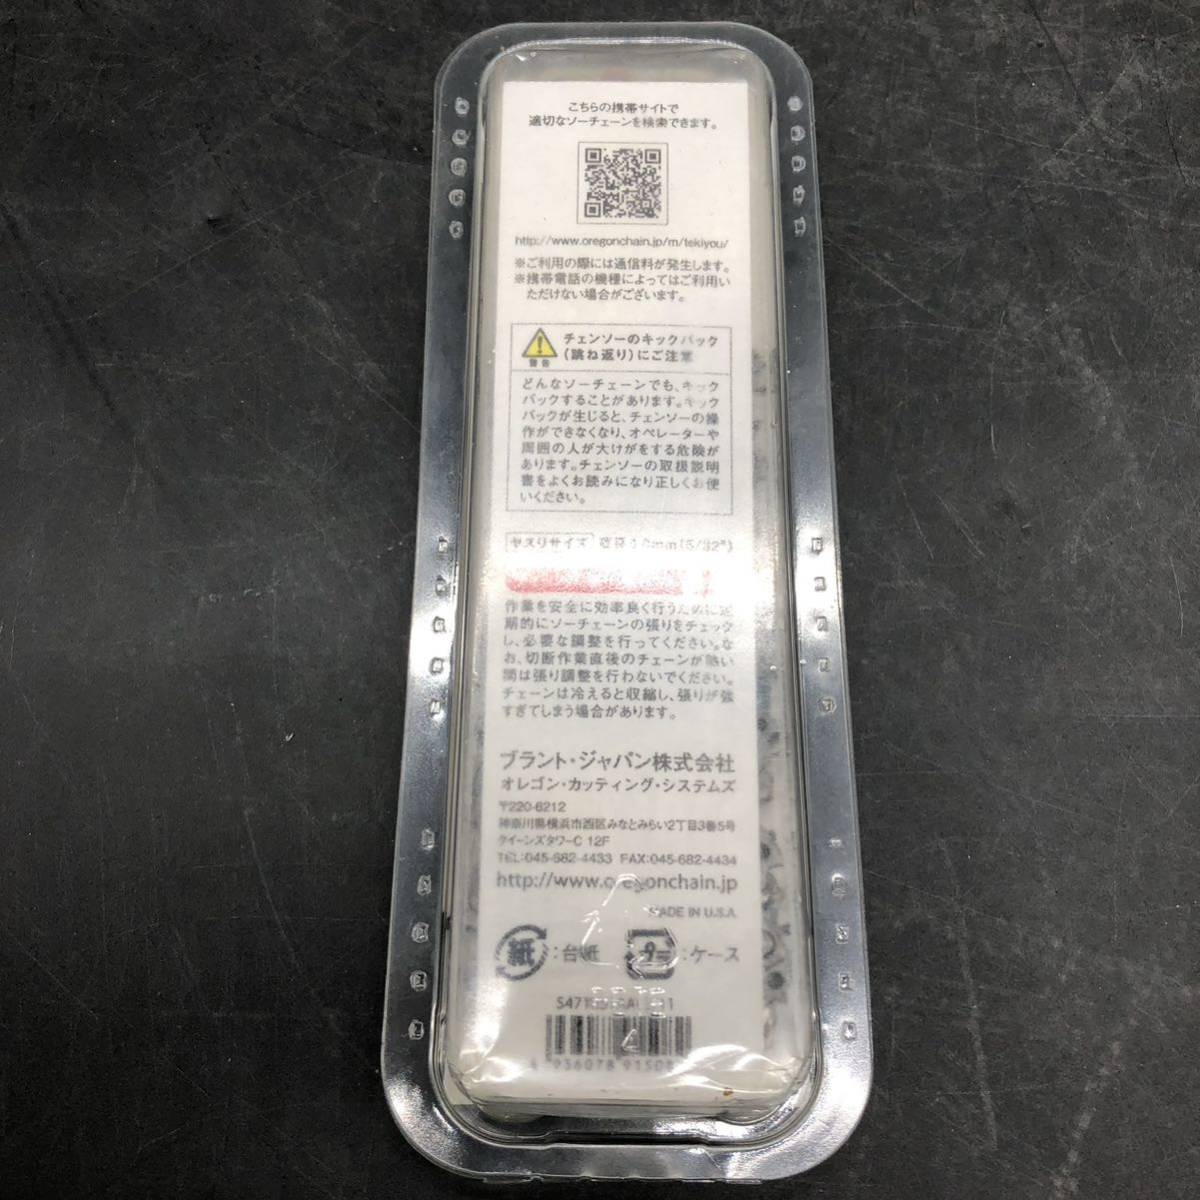 こちらの携帯サイトで
適切なソーチェーンを検索できます。
http://www.oregonchain.jp/m/tekiyou/
※ご利用の際には通信料が発生します。
※携帯電話の機種によってはご利用い
ただけない場合がございます。
警告
チェンソーのキックバック
(跳ね返り)にご注意
どんなソーチェーンでも、キック
バックすることがあります。キック
バックが生じると、チェンソーの操
作ができなくなり、オペレーターや
周囲の人が大けがをする危険が
あります。チェンソーの取扱説明
書をよくお読みになり正しくお使
いください。
ヤスリサイズ 直径4.0mm(5/32")
作業を安全に効率良く行うために定
期的にソーチェーンの張りをチェック
し、必要な調整を行ってください。な
お、切断作業直後のチェーンが熱い
間は張り調整を行わないでください。
チェーンは冷えると収縮し、張りが強
すぎてしまう場合があります。
ブラント・ジャパン株式会社
オレゴン・カッティング・システムズ
〒220-6212
神奈川県横浜市西区みなとみらい2丁目3番5号
クイーンズタワーC 12F
TEL:045-682-4433 FAX:045-682-4434
http://www.oregonchain.jp
MADE IN U.S.A.
紙 :台紙 :ケース
936078